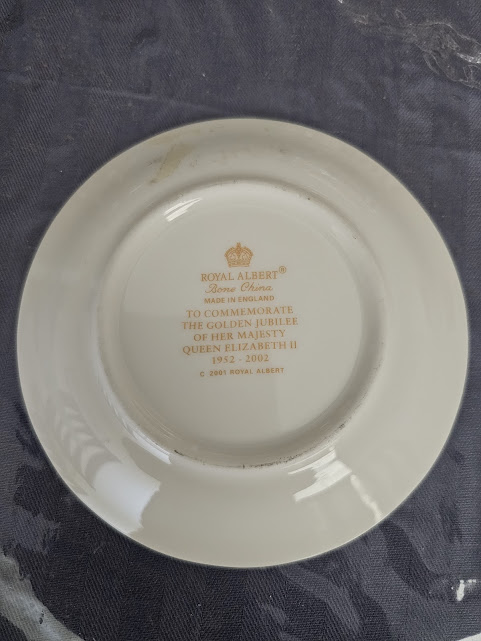 ROYAL ALBERT®
Bone China
MADE IN ENGLAND
TO COMMEMORATE
THE GOLDEN JUBILEE
OF HER MAJESTY
QUEEN ELIZABETH II
1952 - 2002
© 2001 ROYAL ALBERT